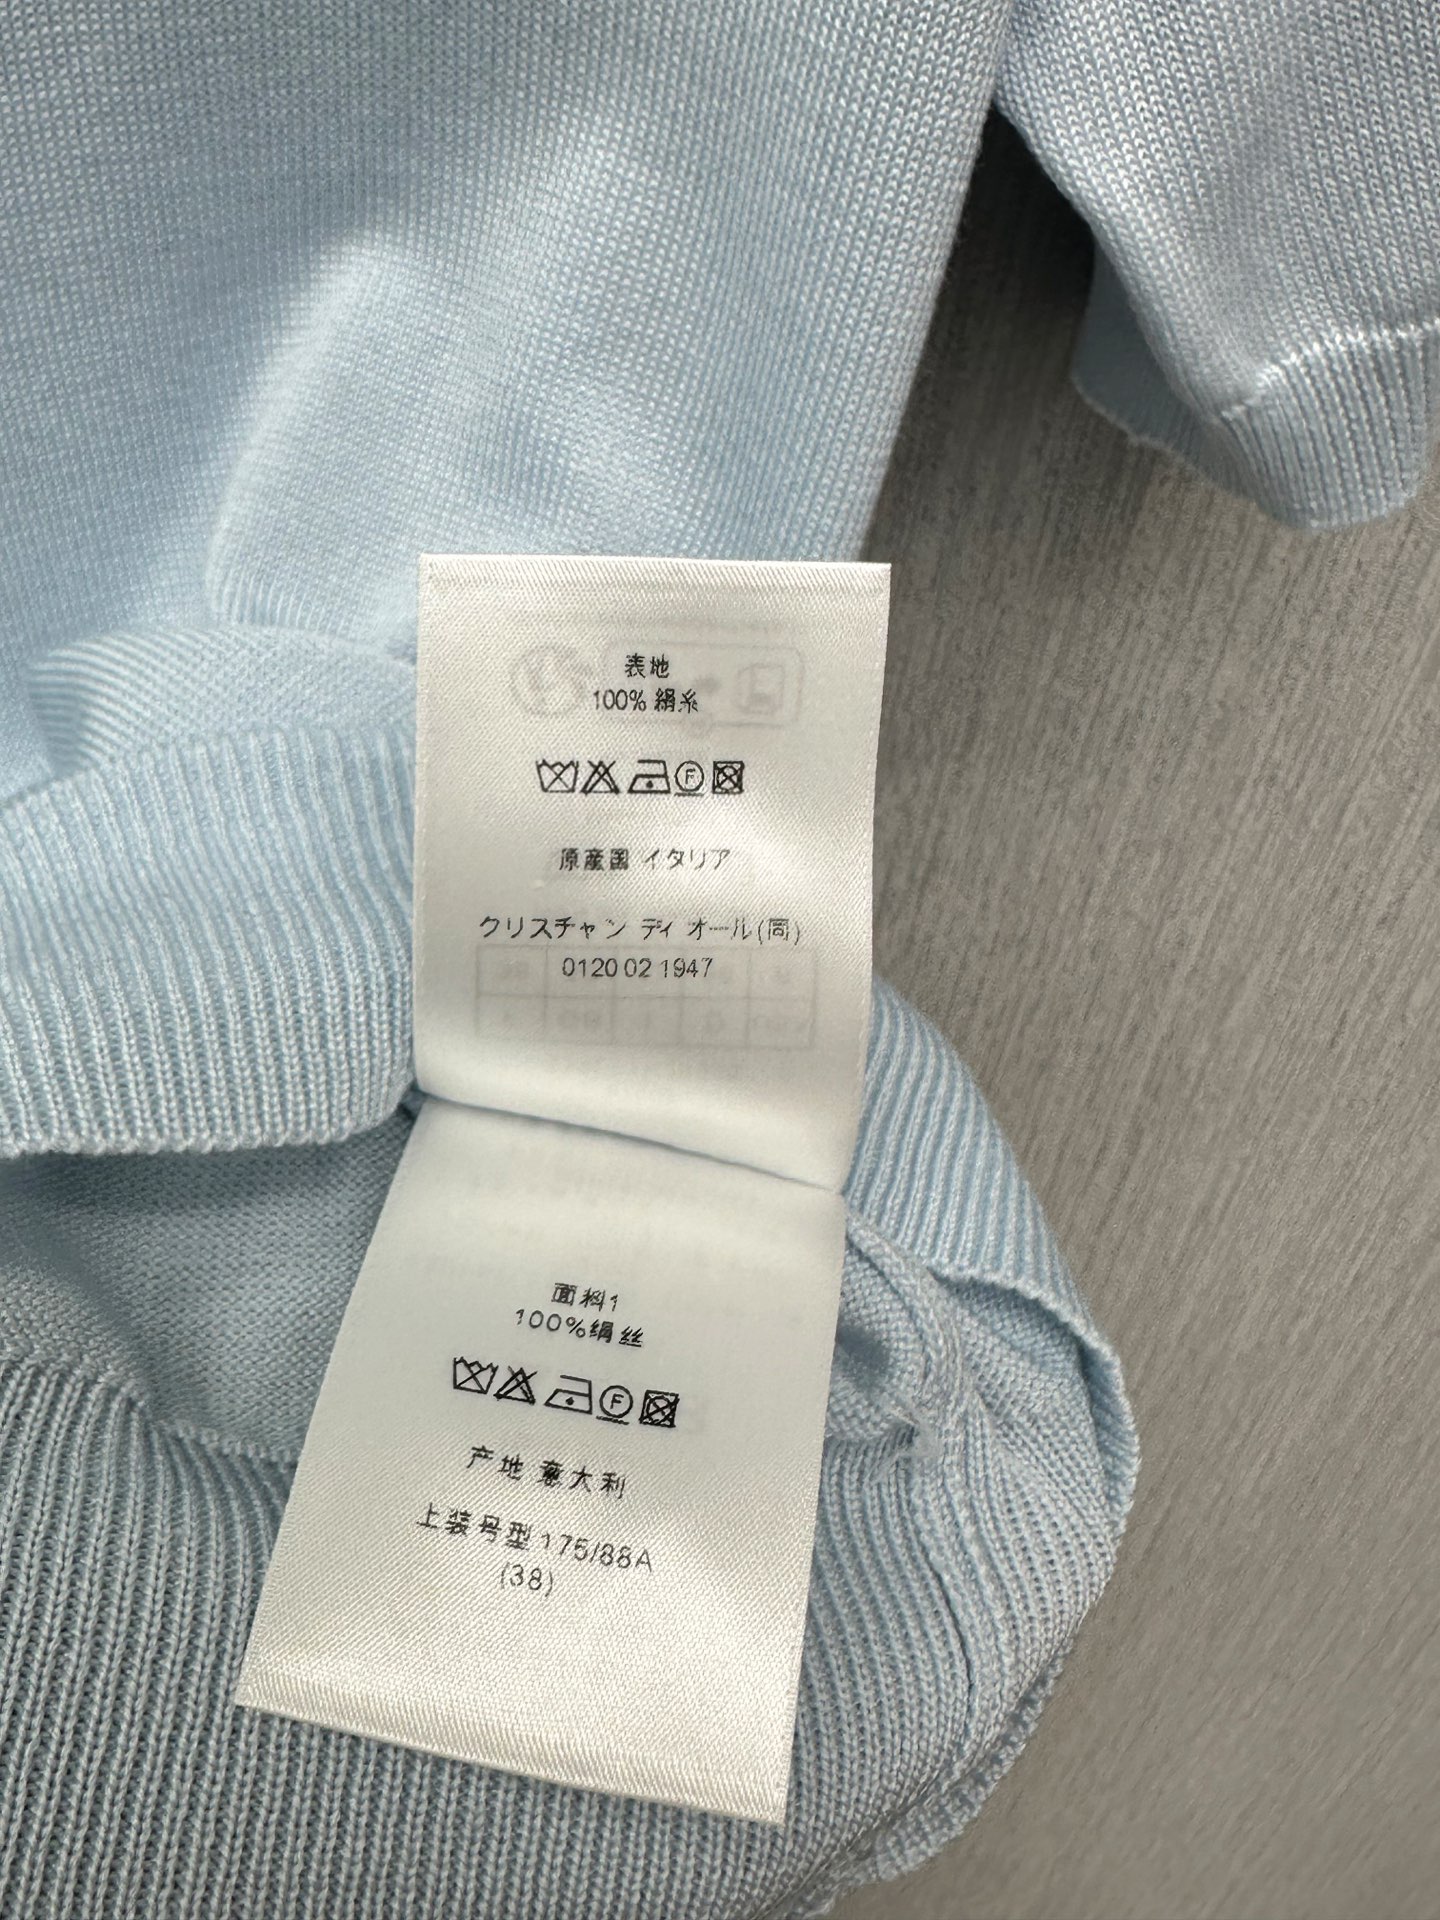 表地
100% 絹糸
F
原産国 イタリア
クリスチャン ディ オール(同)
0120 02 1947
面料1
100%绢丝
F
产地 意大利
上装号型 175/88A
(38)